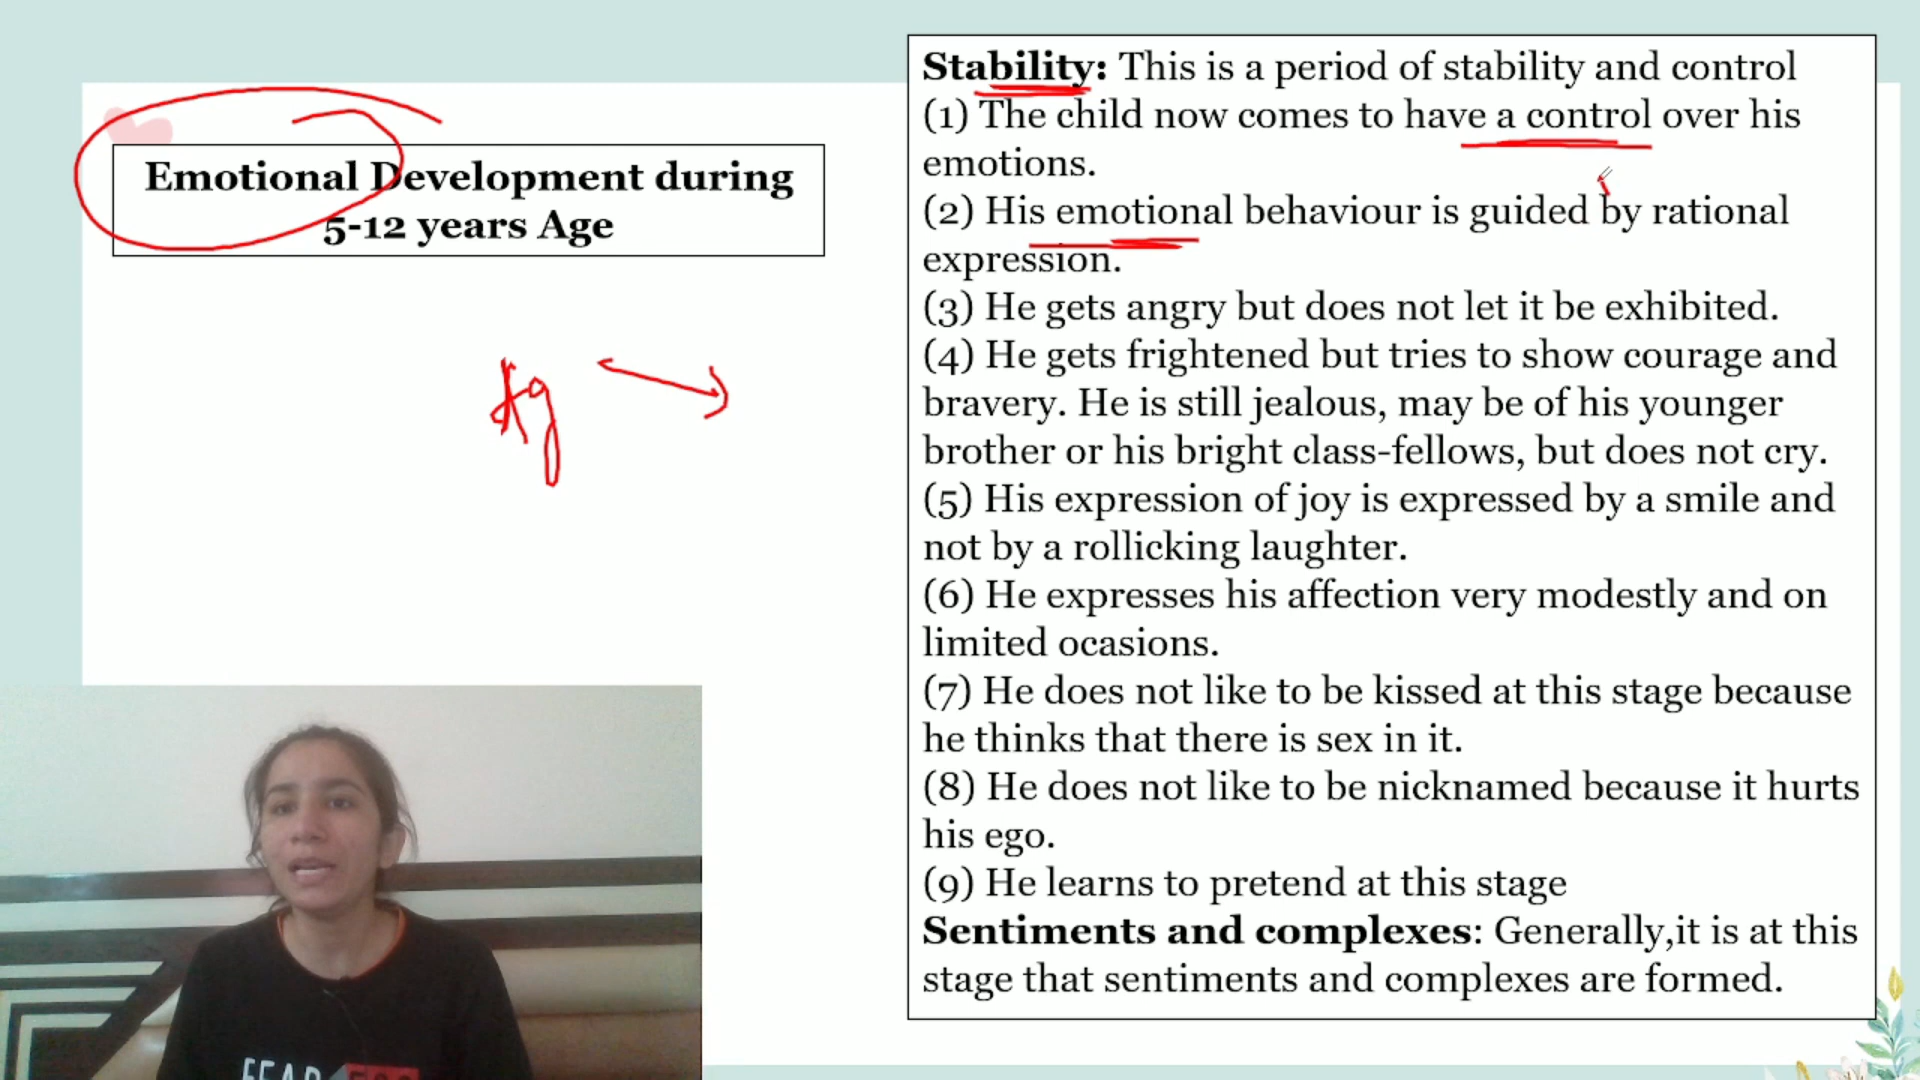 Emotional Development during
5-12 years Age
Stability: This is a period of stability and control
(1) The child now comes to have a control over his
emotions.
(2) His emotional behaviour is guided by rational
expression.
(3) He gets angry but does not let it be exhibited.
(4) He gets frightened but tries to show courage and
bravery. He is still jealous, may be of his younger
brother or his bright class-fellows, but does not cry.
(5) His expression of joy is expressed by a smile and
not by a rollicking laughter.
(6) He expresses his affection very modestly and on
limited ocasions.
(7) He does not like to be kissed at this stage because
he thinks that there is sex in it.
(8) He does not like to be nicknamed because it hurts
his ego.
(9) He learns to pretend at this stage
Sentiments and complexes: Generally,it is at this
stage that sentiments and complexes are formed.
FEAR